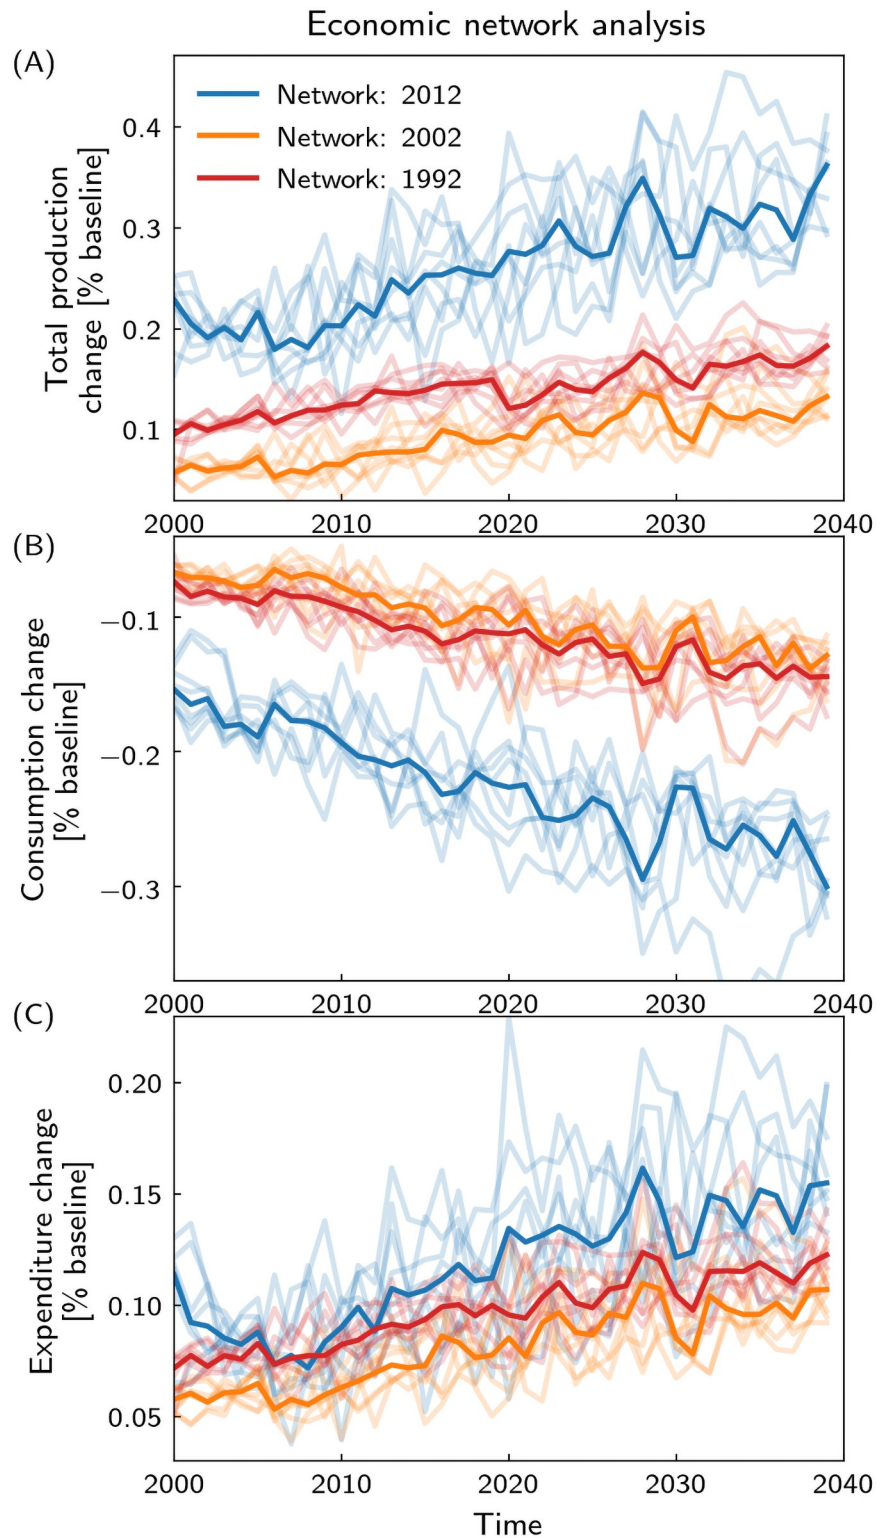 Economic network analysis
(A)
Total production
change [% baseline]
0.4
0.3
0.2
0.1
Network: 2012
Network: 2002
Network: 1992
2000 2010 2020 2030 2040
(B)
Consumption change
[% baseline]
−0.1
−0.2
−0.3
2000 2010 2020 2030 2040
(C)
Expenditure change
[% baseline]
0.20
0.15
0.10
0.05
2000 2010 2020 2030 2040
Time